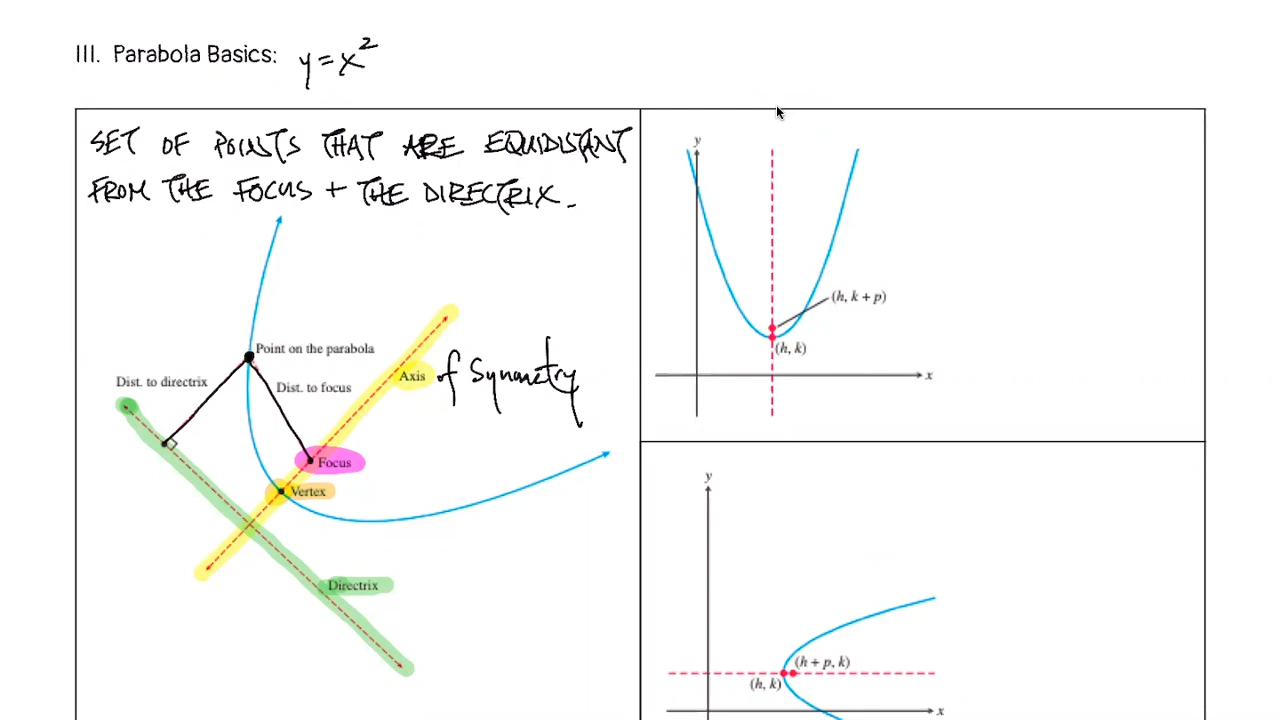 III. Parabola Basics: y = x²
SET OF POINTS THAT ARE EQUIDISTANT
FROM THE FOCUS + THE DIRECTRIX.
Point on the parabola
Dist. to directrix
Dist. to focus
Axis of Symmetry
Focus
Vertex
Directrix
y
(h, k + p)
(h, k)
x
y
(h + p, k)
(h, k)
x